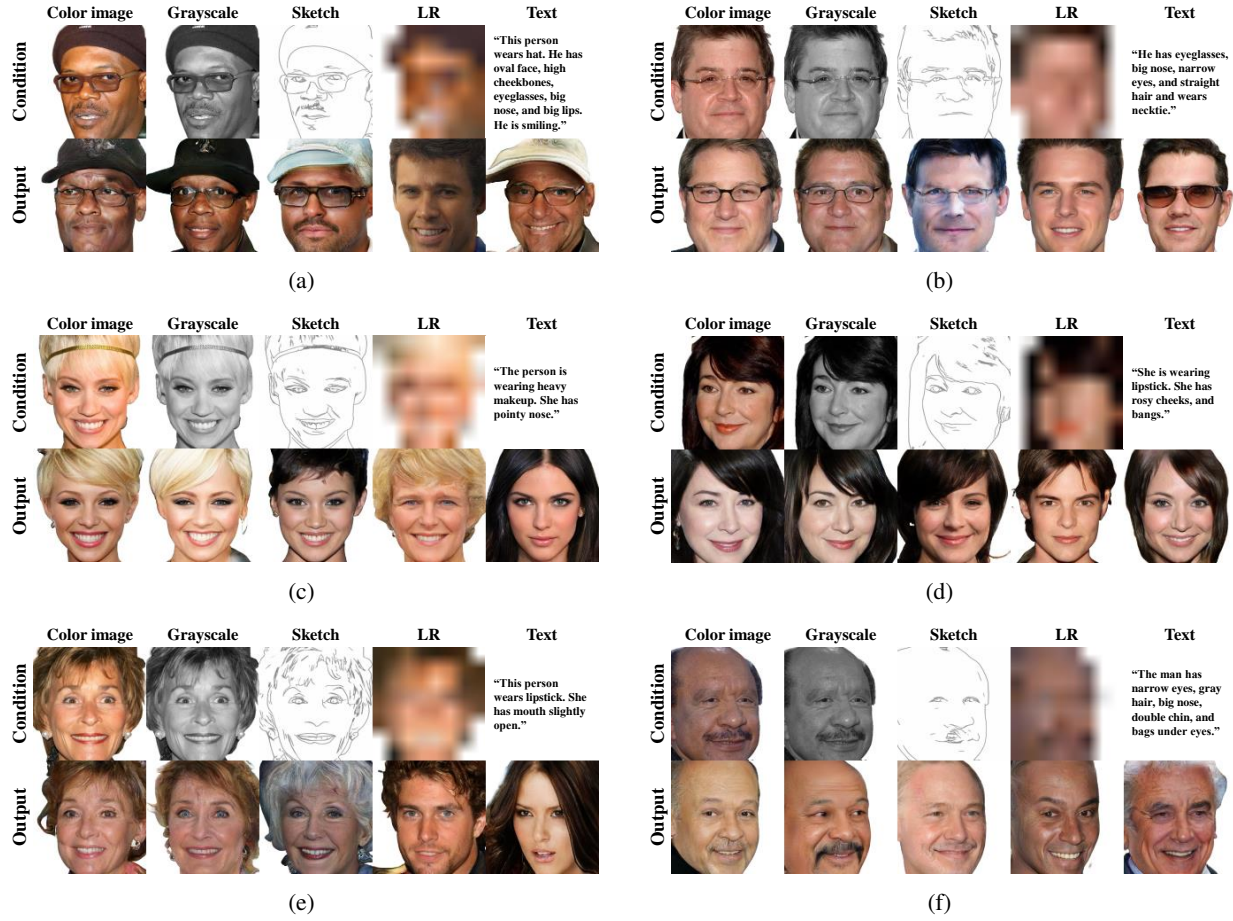 Color image Grayscale Sketch LR Text
Condition
“This person
wears hat. He has
oval face, high
cheekbones,
eyeglasses, big
nose, and big lips.
He is smiling.”
Output
(a)
Color image Grayscale Sketch LR Text
Condition
“He has eyeglasses,
big nose, narrow
eyes, and straight
hair and wears
necktie.”
Output
(b)
Color image Grayscale Sketch LR Text
Condition
“The person is
wearing heavy
makeup. She has
pointy nose.”
Output
(c)
Color image Grayscale Sketch LR Text
Condition
“She is wearing
lipstick. She has
rosy cheeks, and
bangs.”
Output
(d)
Color image Grayscale Sketch LR Text
Condition
“This person
wears lipstick. She
has mouth slightly
open.”
Output
(e)
Color image Grayscale Sketch LR Text
Condition
“The man has
narrow eyes, gray
hair, big nose,
double chin, and
bags under eyes.”
Output
(f)